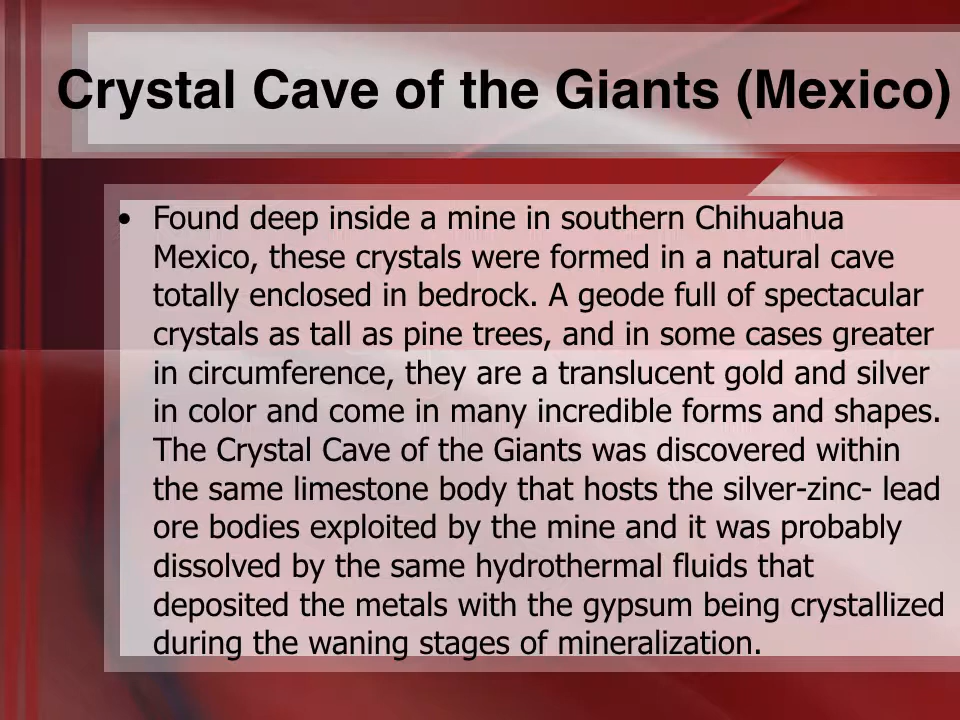 Crystal Cave of the Giants (Mexico)
• Found deep inside a mine in southern Chihuahua
Mexico, these crystals were formed in a natural cave
totally enclosed in bedrock. A geode full of spectacular
crystals as tall as pine trees, and in some cases greater
in circumference, they are a translucent gold and silver
in color and come in many incredible forms and shapes.
The Crystal Cave of the Giants was discovered within
the same limestone body that hosts the silver-zinc- lead
ore bodies exploited by the mine and it was probably
dissolved by the same hydrothermal fluids that
deposited the metals with the gypsum being crystallized
during the waning stages of mineralization.